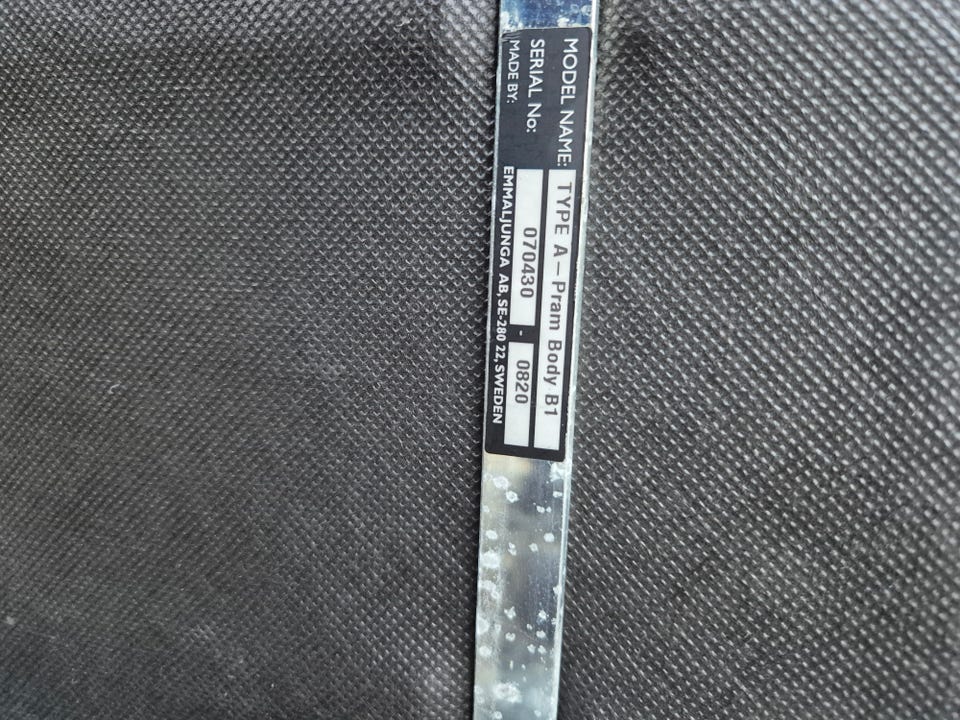 MODEL NAME: TYPE A - Pram Body B1
SERIAL No: 070430 - 0820
MADE BY: EMMALJUNGA AB, SE-280 22, SWEDEN